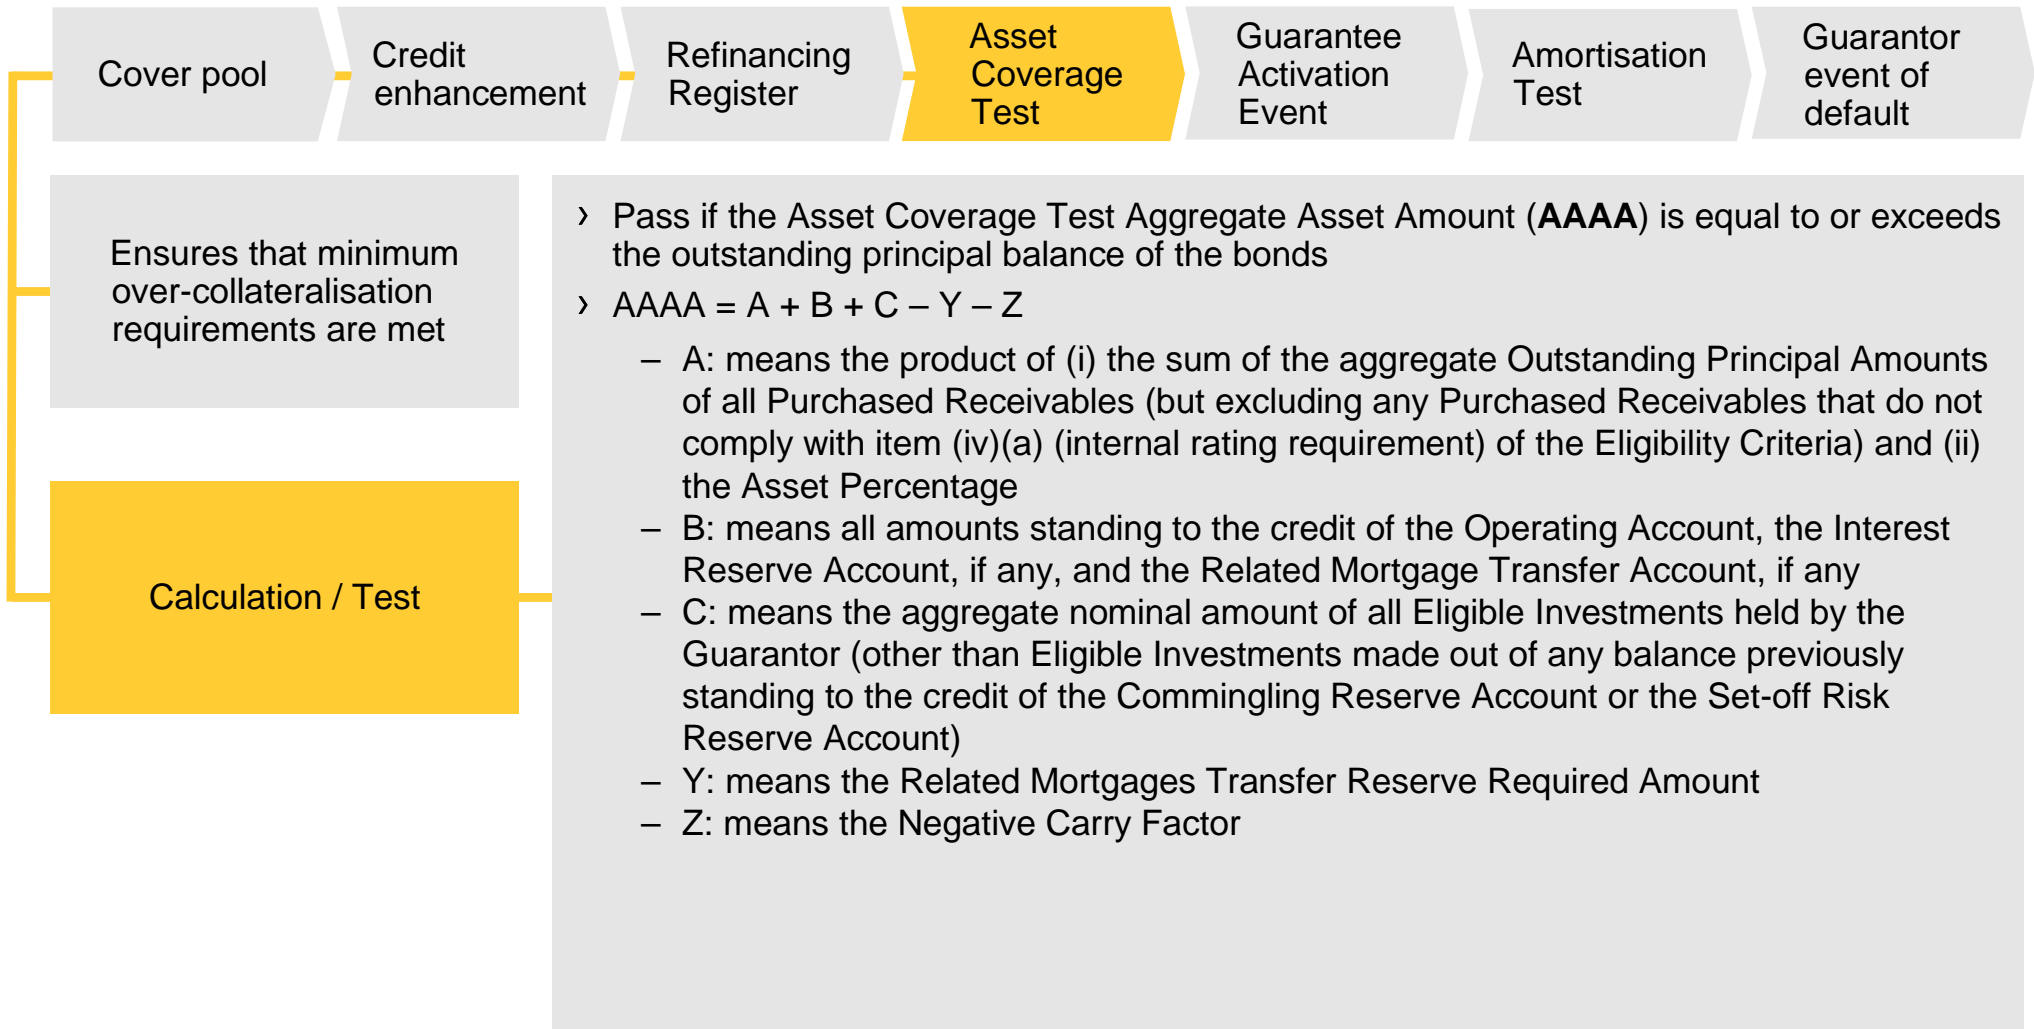 Cover pool
Credit
enhancement
Refinancing
Register
Asset
Coverage
Test
Guarantee
Activation
Event
Amortisation
Test
Guarantor
event of
default
Ensures that minimum
over-collateralisation
requirements are met
Calculation / Test
› Pass if the Asset Coverage Test Aggregate Asset Amount (AAAA) is equal to or exceeds
the outstanding principal balance of the bonds
› AAAA = A + B + C – Y – Z
– A: means the product of (i) the sum of the aggregate Outstanding Principal Amounts
of all Purchased Receivables (but excluding any Purchased Receivables that do not
comply with item (iv)(a) (internal rating requirement) of the Eligibility Criteria) and (ii)
the Asset Percentage
– B: means all amounts standing to the credit of the Operating Account, the Interest
Reserve Account, if any, and the Related Mortgage Transfer Account, if any
– C: means the aggregate nominal amount of all Eligible Investments held by the
Guarantor (other than Eligible Investments made out of any balance previously
standing to the credit of the Commingling Reserve Account or the Set-off Risk
Reserve Account)
– Y: means the Related Mortgages Transfer Reserve Required Amount
– Z: means the Negative Carry Factor